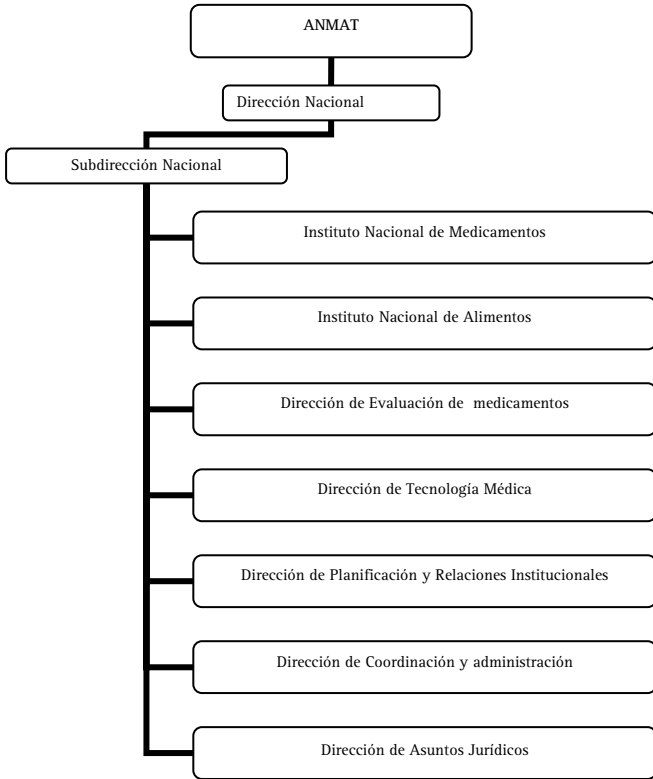 ANMAT
Dirección Nacional
Subdirección Nacional
Instituto Nacional de Medicamentos
Instituto Nacional de Alimentos
Dirección de Evaluación de medicamentos
Dirección de Tecnología Médica
Dirección de Planificación y Relaciones Institucionales
Dirección de Coordinación y administración
Dirección de Asuntos Jurídicos